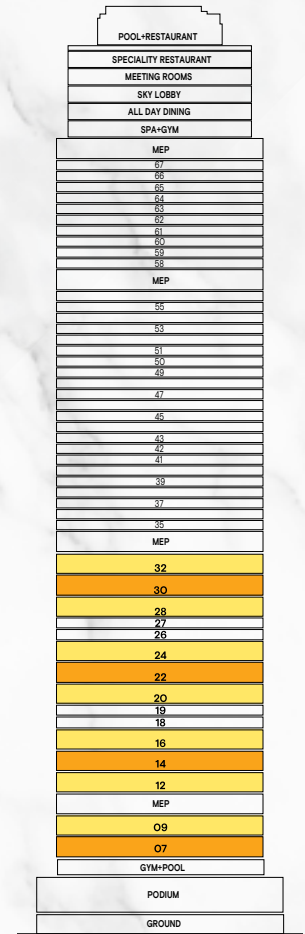 POOL+RESTAURANT
SPECIALITY RESTAURANT
MEETING ROOMS
SKY LOBBY
ALL DAY DINING
SPA+GYM
MEP
67
66
65
64
63
62
61
60
59
58
MEP
55
53
51
50
49
47
45
43
42
41
39
37
35
MEP
32
30
28
27
26
24
22
20
19
18
16
14
12
MEP
09
07
GYM+POOL
PODIUM
GROUND